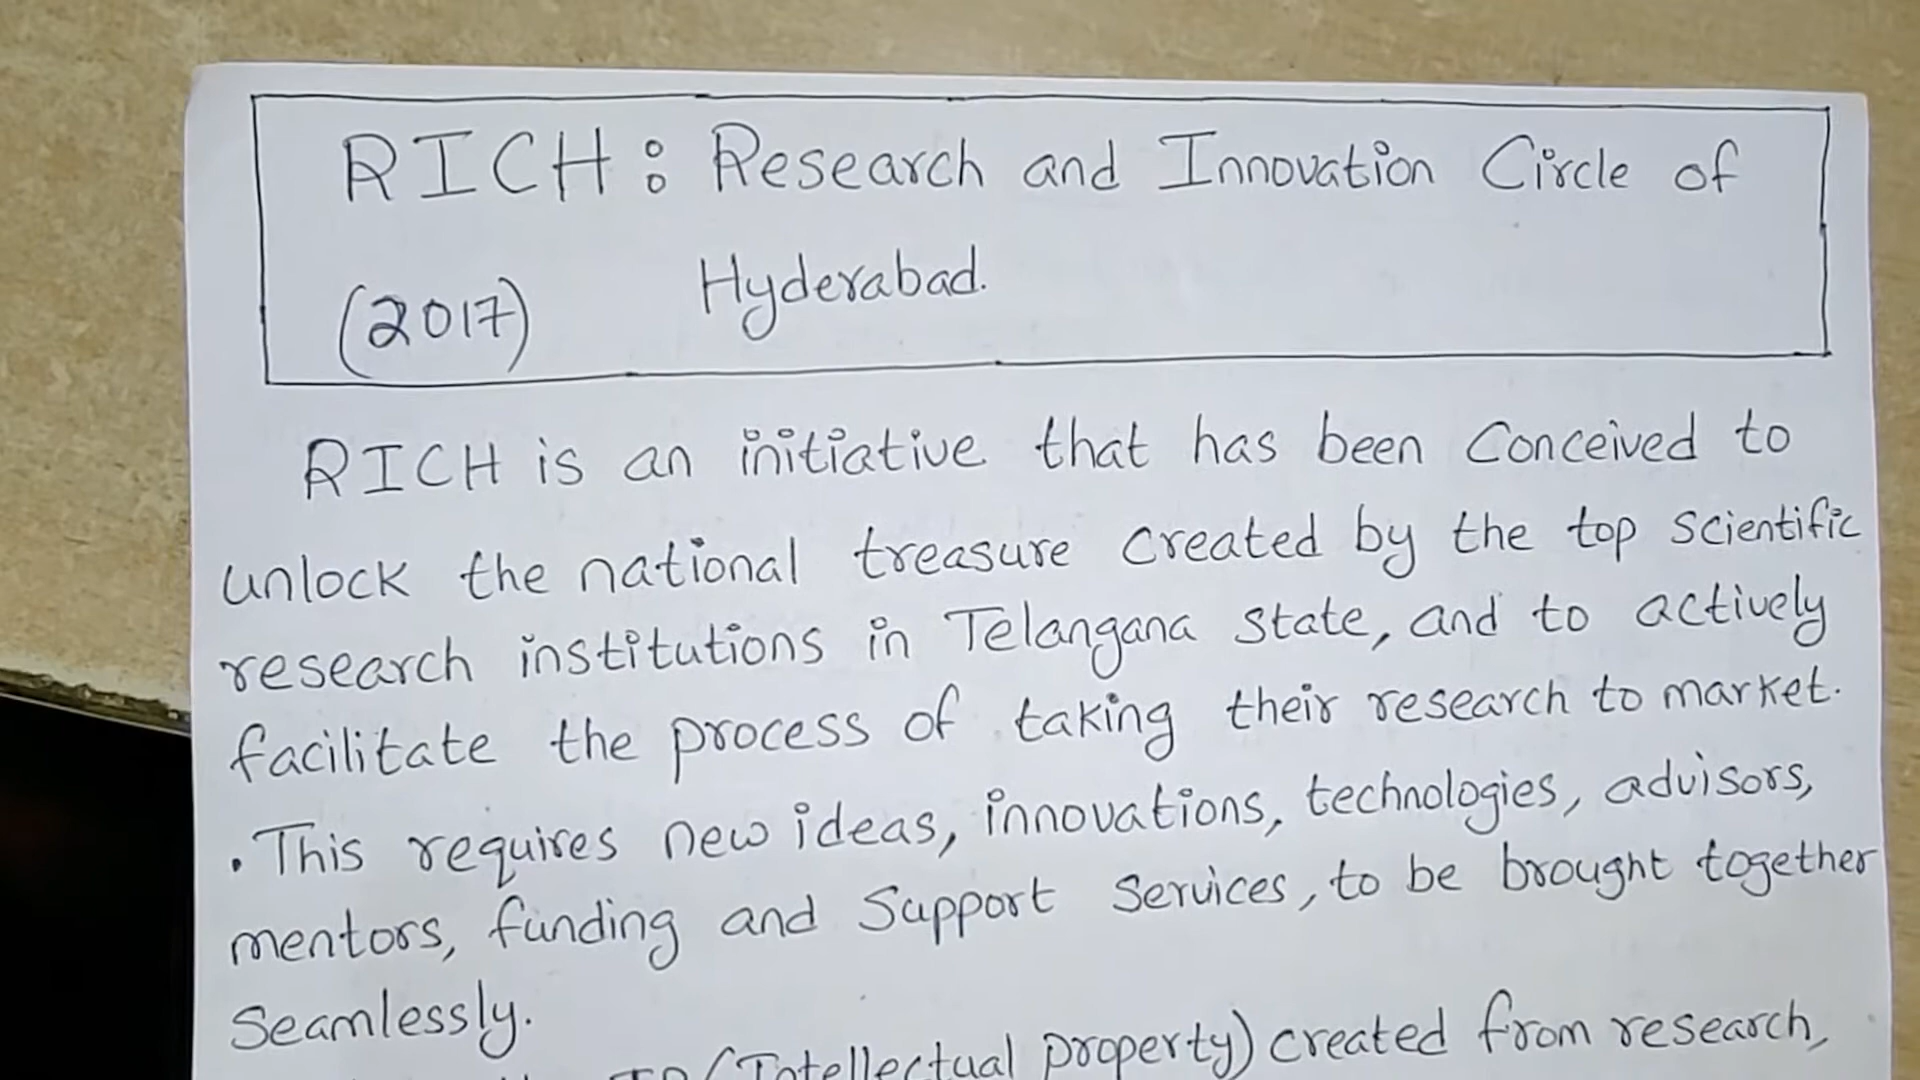 RICH: Research and Innovation Circle of
(2017) Hyderabad.
RICH is an initiative that has been Conceived to
unlock the national treasure created by the top scientific
research institutions in Telangana State, and to actively
facilitate the process of taking their research to market.
• This requires new ideas, innovations, technologies, advisors,
mentors, funding and Support Services, to be brought together
Seamlessly.
IP (Intellectual property) created from research,